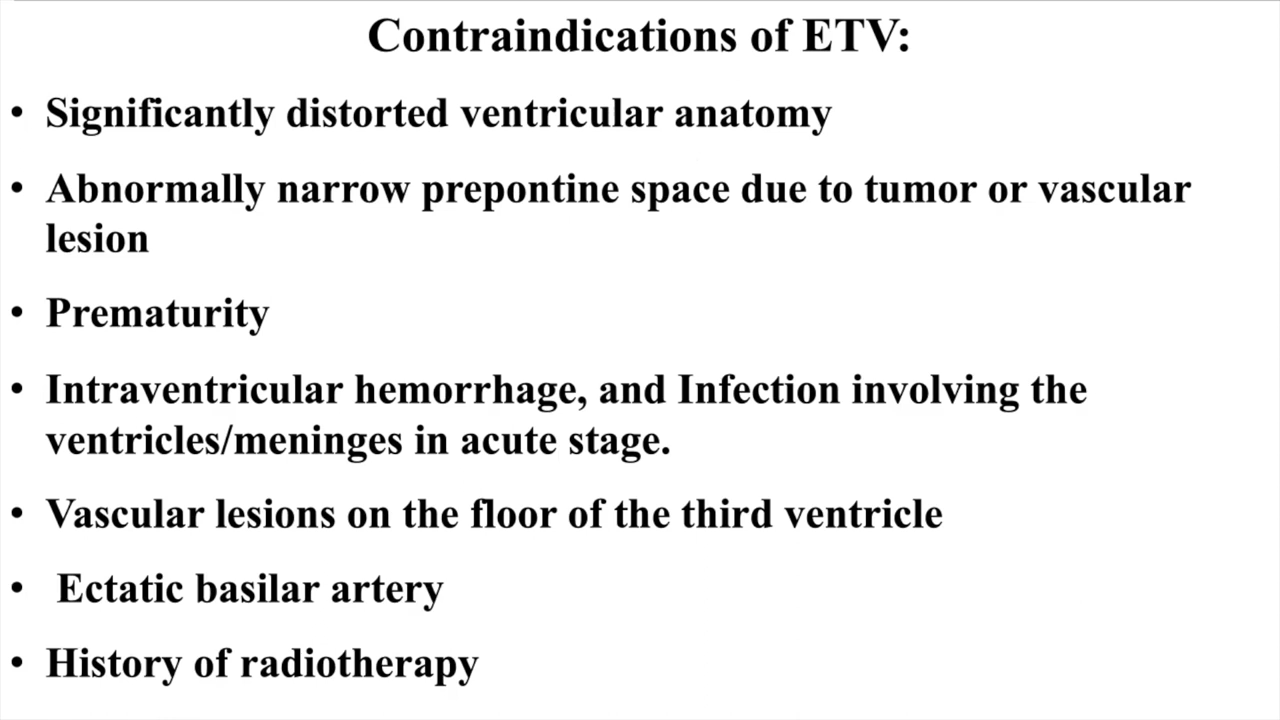 Contraindications of ETV:
• Significantly distorted ventricular anatomy
• Abnormally narrow prepontine space due to tumor or vascular
lesion
• Prematurity
• Intraventricular hemorrhage, and Infection involving the
ventricles/meninges in acute stage.
• Vascular lesions on the floor of the third ventricle
• Ectatic basilar artery
• History of radiotherapy